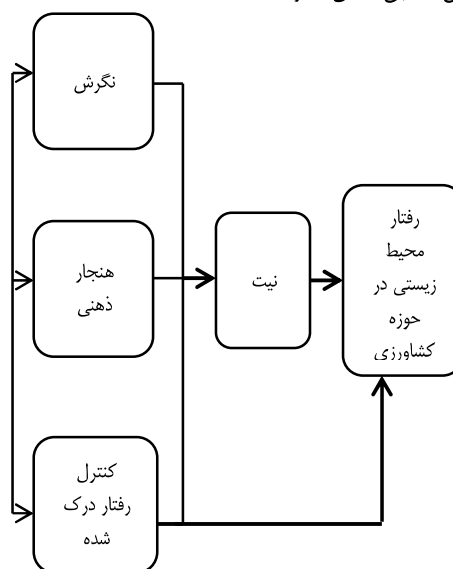 نگرش
هنجار
ذهنی
کنترل
رفتار درک
شده
نیت
رفتار
محیط
زیستی در
حوزه
کشاورزی